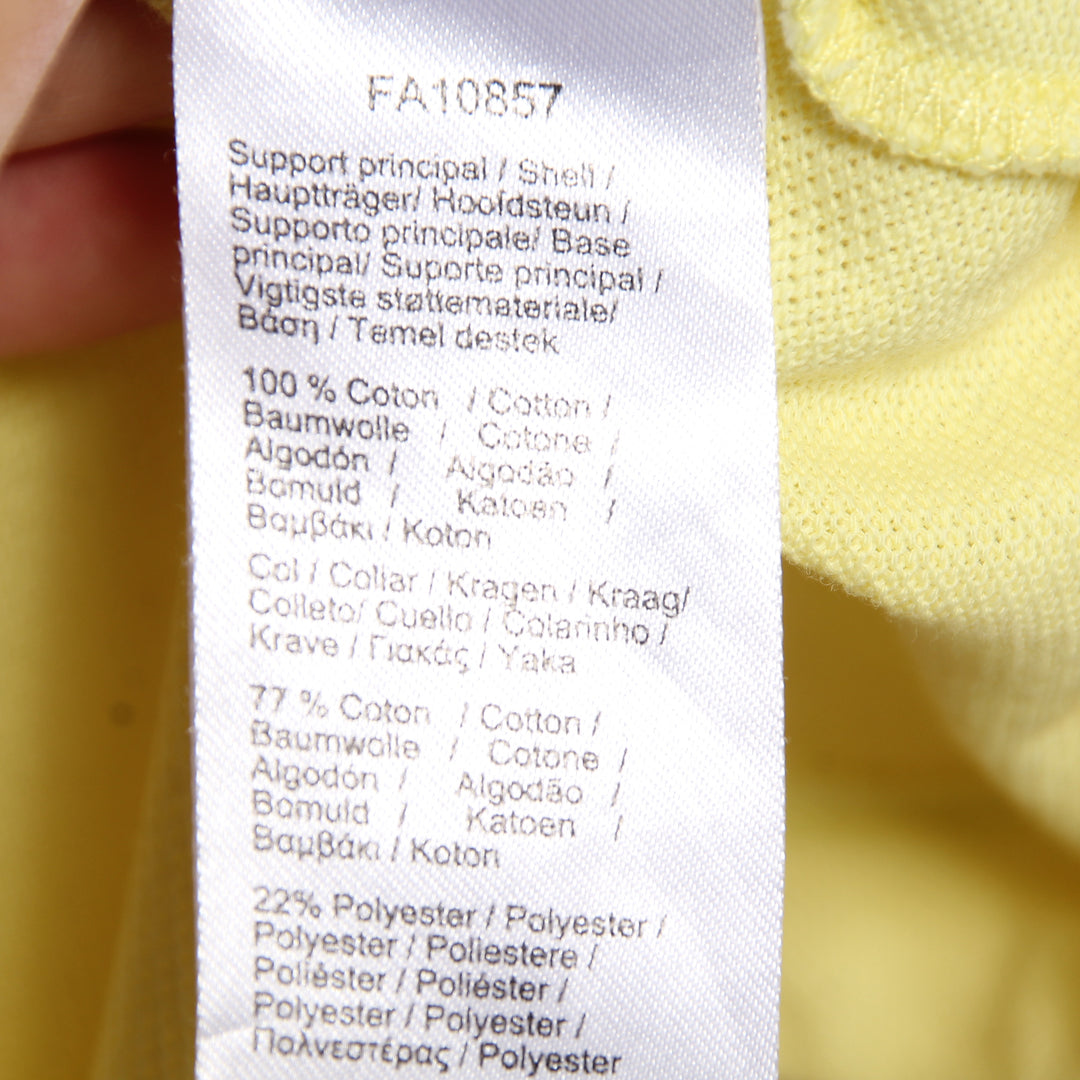 FA10857
Support principal / Shell /
Hauptträger/ Hoofdsteun /
Supporto principale/ Base
principal/ Suporte principal /
Vigtigste støttemateriale/
Βάση / Temel destek
100 % Coton / Cotton /
Baumwolle / Cotone /
Algodón / Algodão /
Bomuld / Katoen /
Βαμβάκι / Koton
Col / Collar / Kragen / Kraag/
Colleto/ Cuello / Colarinho /
Krave / Γιακάς / Yaka
77 % Coton / Cotton /
Baumwolle / Cotone /
Algodón / Algodão /
Bomuld / Katoen /
Βαμβάκι / Koton
22% Polyester / Polyester /
Polyester / Poliestere /
Poliéster / Poliéster /
Polyester / Polyester /
Πολνεστέρας / Polyester